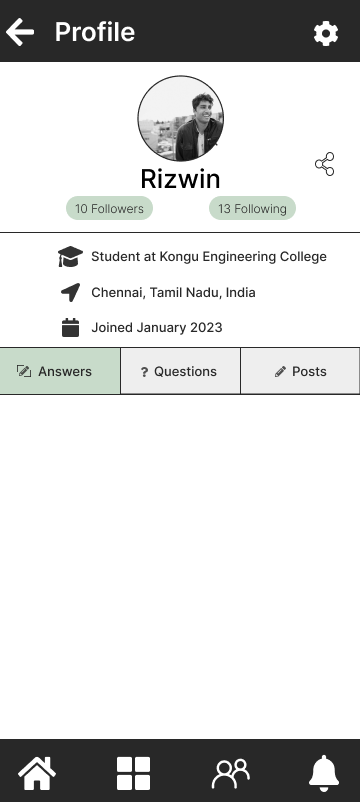 Profile
Rizwin
10 Followers
13 Following
Student at Kongu Engineering College
Chennai, Tamil Nadu, India
Joined January 2023
Answers
? Questions
Posts